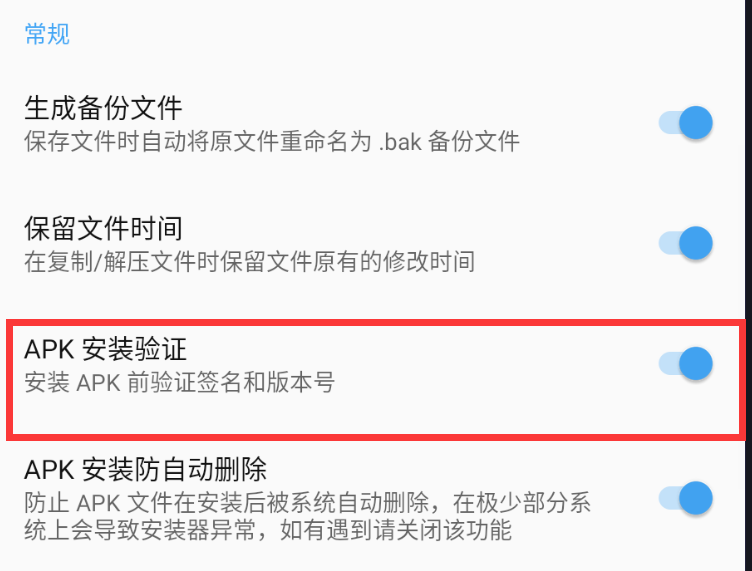 常规
生成备份文件
保存文件时自动将原文件重命名为 .bak 备份文件
保留文件时间
在复制/解压文件时保留文件原有的修改时间
APK 安装验证
安装 APK 前验证签名和版本号
APK 安装防自动删除
防止 APK 文件在安装后被系统自动删除，在极少部分系
统上会导致安装器异常，如有遇到请关闭该功能